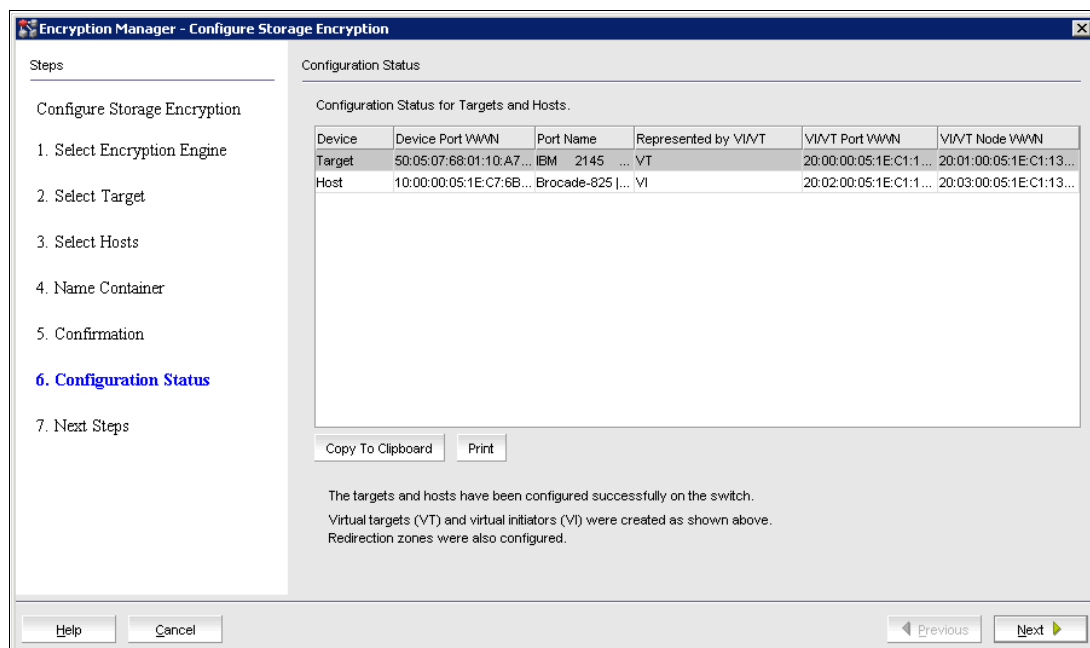 Encryption Manager - Configure Storage Encryption
Steps
Configure Storage Encryption
1. Select Encryption Engine
2. Select Target
3. Select Hosts
4. Name Container
5. Confirmation
6. Configuration Status
7. Next Steps
Configuration Status
Configuration Status for Targets and Hosts.
Device Device Port WWN Port Name Represented by VI/VT VI/VT Port WWN VI/VT Node WWN
Target 50:05:07:68:01:10:A7... IBM 2145 ... VT 20:00:00:05:1E:C1:1... 20:01:00:05:1E:C1:13...
Host 10:00:00:05:1E:C7:6B... Brocade-825 |... VI 20:02:00:05:1E:C1:1... 20:03:00:05:1E:C1:13...
Copy To Clipboard Print
The targets and hosts have been configured successfully on the switch.
Virtual targets (VT) and virtual initiators (VI) were created as shown above.
Redirection zones were also configured.
Help Cancel Previous Next